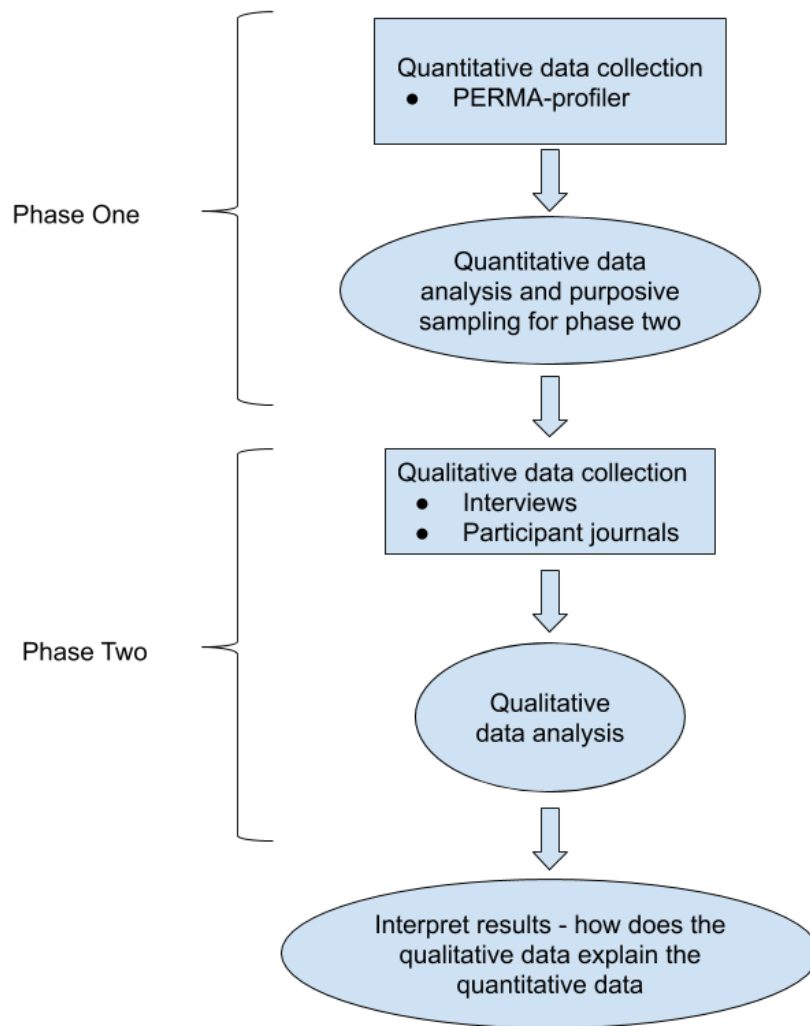 Quantitative data collection
● PERMA-profiler
Phase One
Quantitative data
analysis and purposive
sampling for phase two
Qualitative data collection
● Interviews
● Participant journals
Phase Two
Qualitative
data analysis
Interpret results - how does the
qualitative data explain the
quantitative data